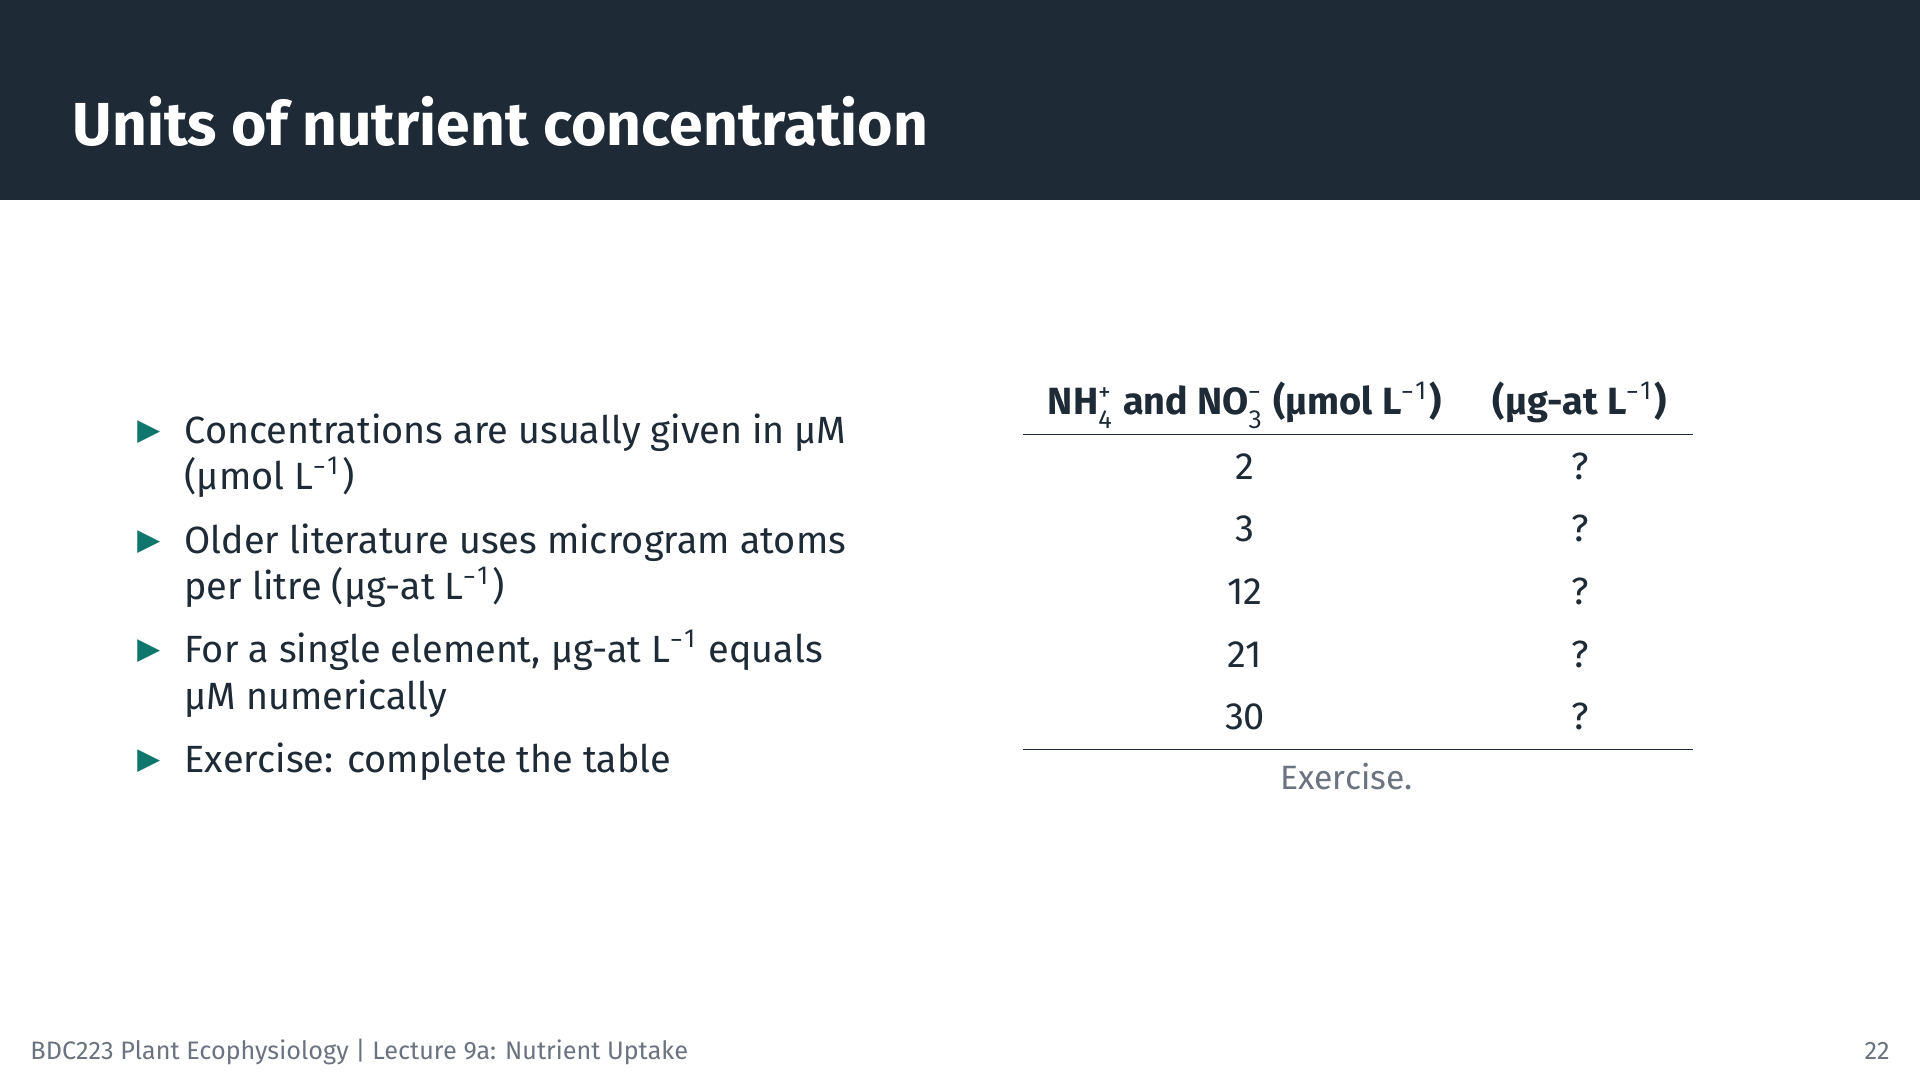 Units of nutrient concentration
▶ Concentrations are usually given in µM
(µmol L⁻¹)
▶ Older literature uses microgram atoms
per litre (µg-at L⁻¹)
▶ For a single element, µg-at L⁻¹ equals
µM numerically
▶ Exercise: complete the table
NH₄⁺ and NO₃⁻ (µmol L⁻¹) (µg-at L⁻¹)
2 ?
3 ?
12 ?
21 ?
30 ?
Exercise.
BDC223 Plant Ecophysiology | Lecture 9a: Nutrient Uptake 22